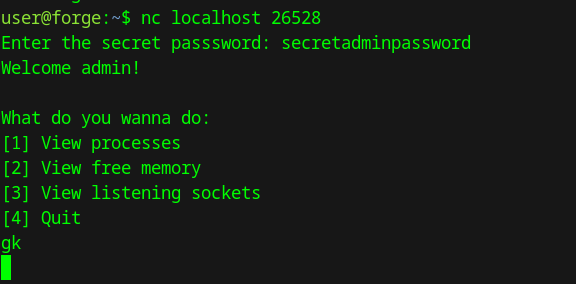 user@forge:~$ nc localhost 26528
Enter the secret passsword: secretadminpassword
Welcome admin!
What do you wanna do:
[1] View processes
[2] View free memory
[3] View listening sockets
[4] Quit
gk